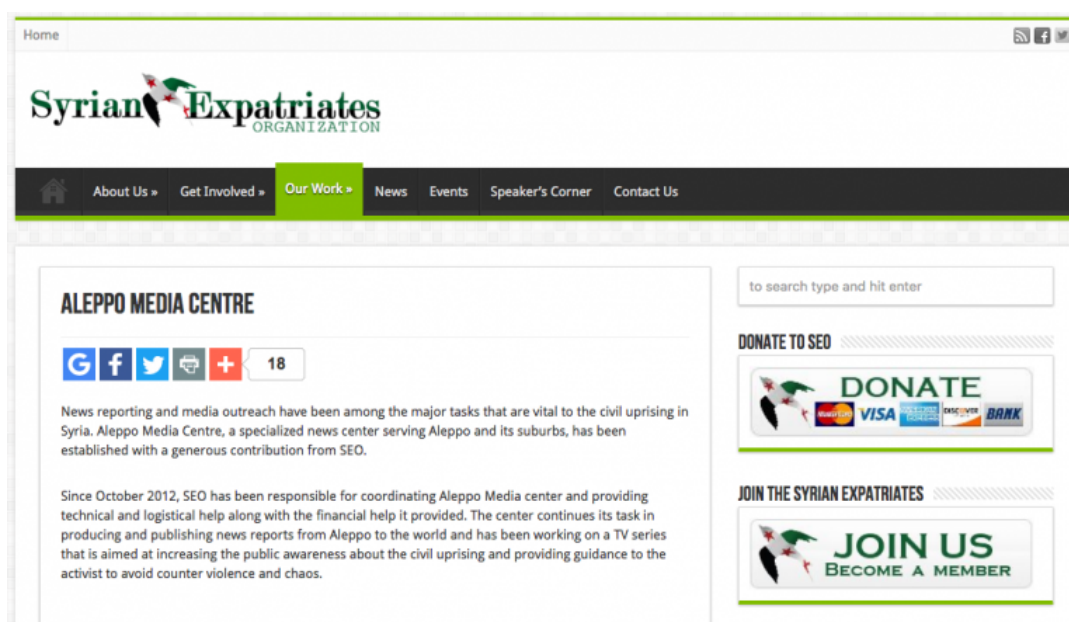 Home
Syrian Expatriates
ORGANIZATION
About Us » Get Involved » Our Work » News Events Speaker's Corner Contact Us
ALEPPO MEDIA CENTRE
18
News reporting and media outreach have been among the major tasks that are vital to the civil uprising in
Syria. Aleppo Media Centre, a specialized news center serving Aleppo and its suburbs, has been
established with a generous contribution from SEO.
Since October 2012, SEO has been responsible for coordinating Aleppo Media center and providing
technical and logistical help along with the financial help it provided. The center continues its task in
producing and publishing news reports from Aleppo to the world and has been working on a TV series
that is aimed at increasing the public awareness about the civil uprising and providing guidance to the
activist to avoid counter violence and chaos.
to search type and hit enter
DONATE TO SEO
DONATE
MasterCard VISA DISCOVER BANK
JOIN THE SYRIAN EXPATRIATES
JOIN US
BECOME A MEMBER